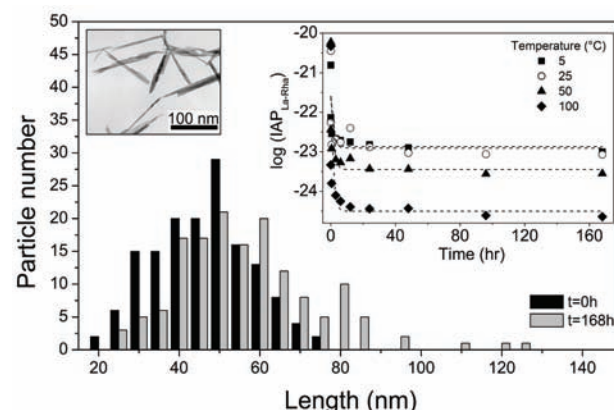 50
45
40
35
30
25
20
15
10
5
0
Particle number
20 40 60 80 100 120 140
Length (nm)
100 nm
-20
-21
-22
-23
-24
log (IAP La-Rha)
0 40 80 120 160
Time (hr)
Temperature (°C)
5
25
50
100
t=0h
t=168h